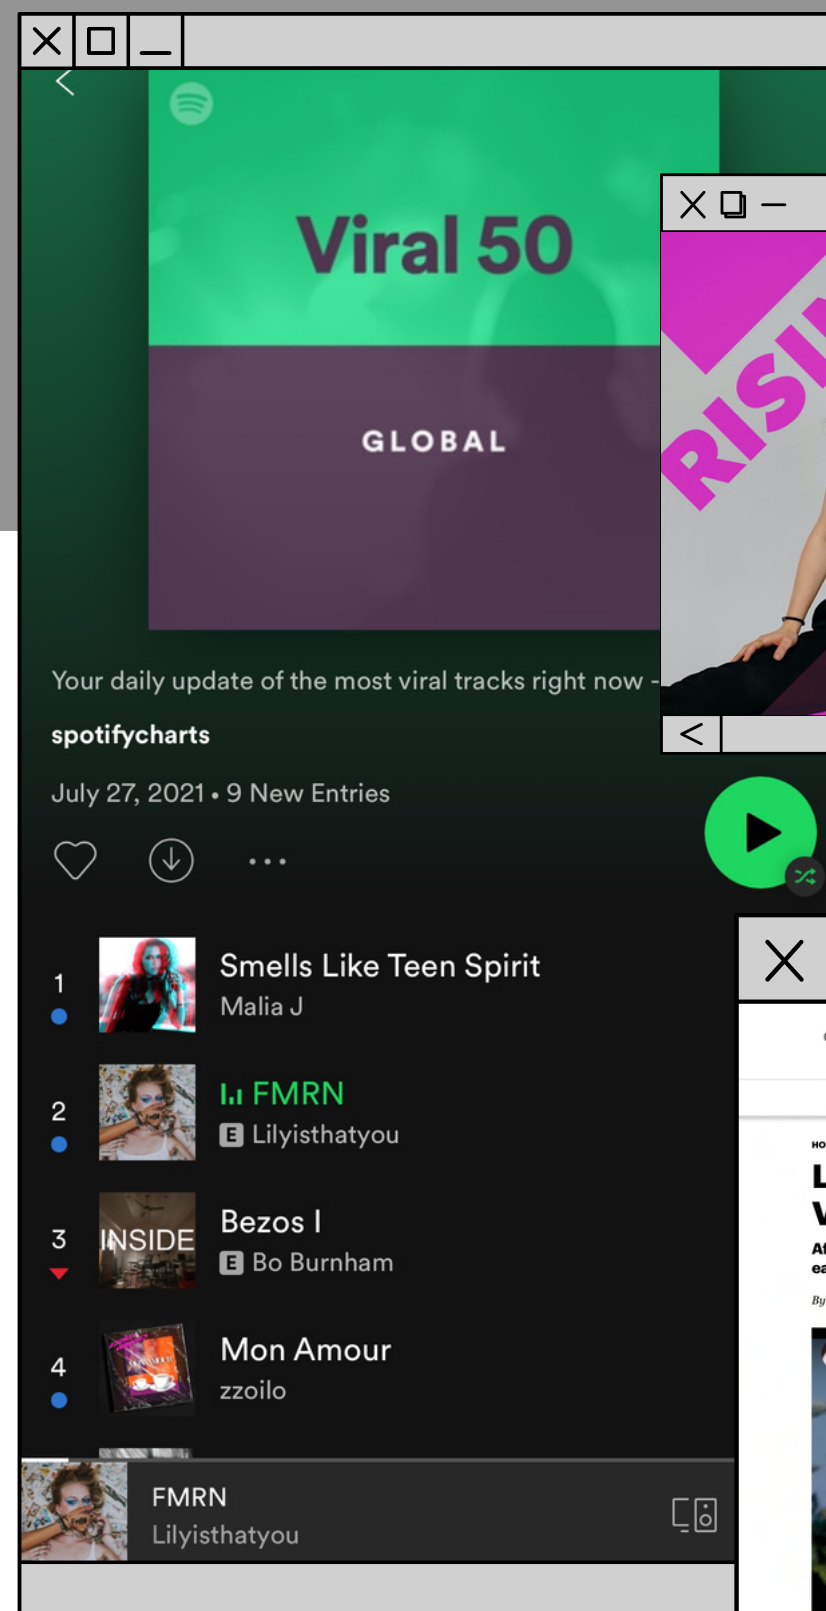 Viral 50
GLOBAL
Your daily update of the most viral tracks right now -
spotifycharts
July 27, 2021 • 9 New Entries
1
Smells Like Teen Spirit
Malia J
2
FMRN
E Lilyisthatyou
3
INSIDE
Bezos I
E Bo Burnham
4
Mon Amour
zzoilo
FMRN
Lilyisthatyou
By